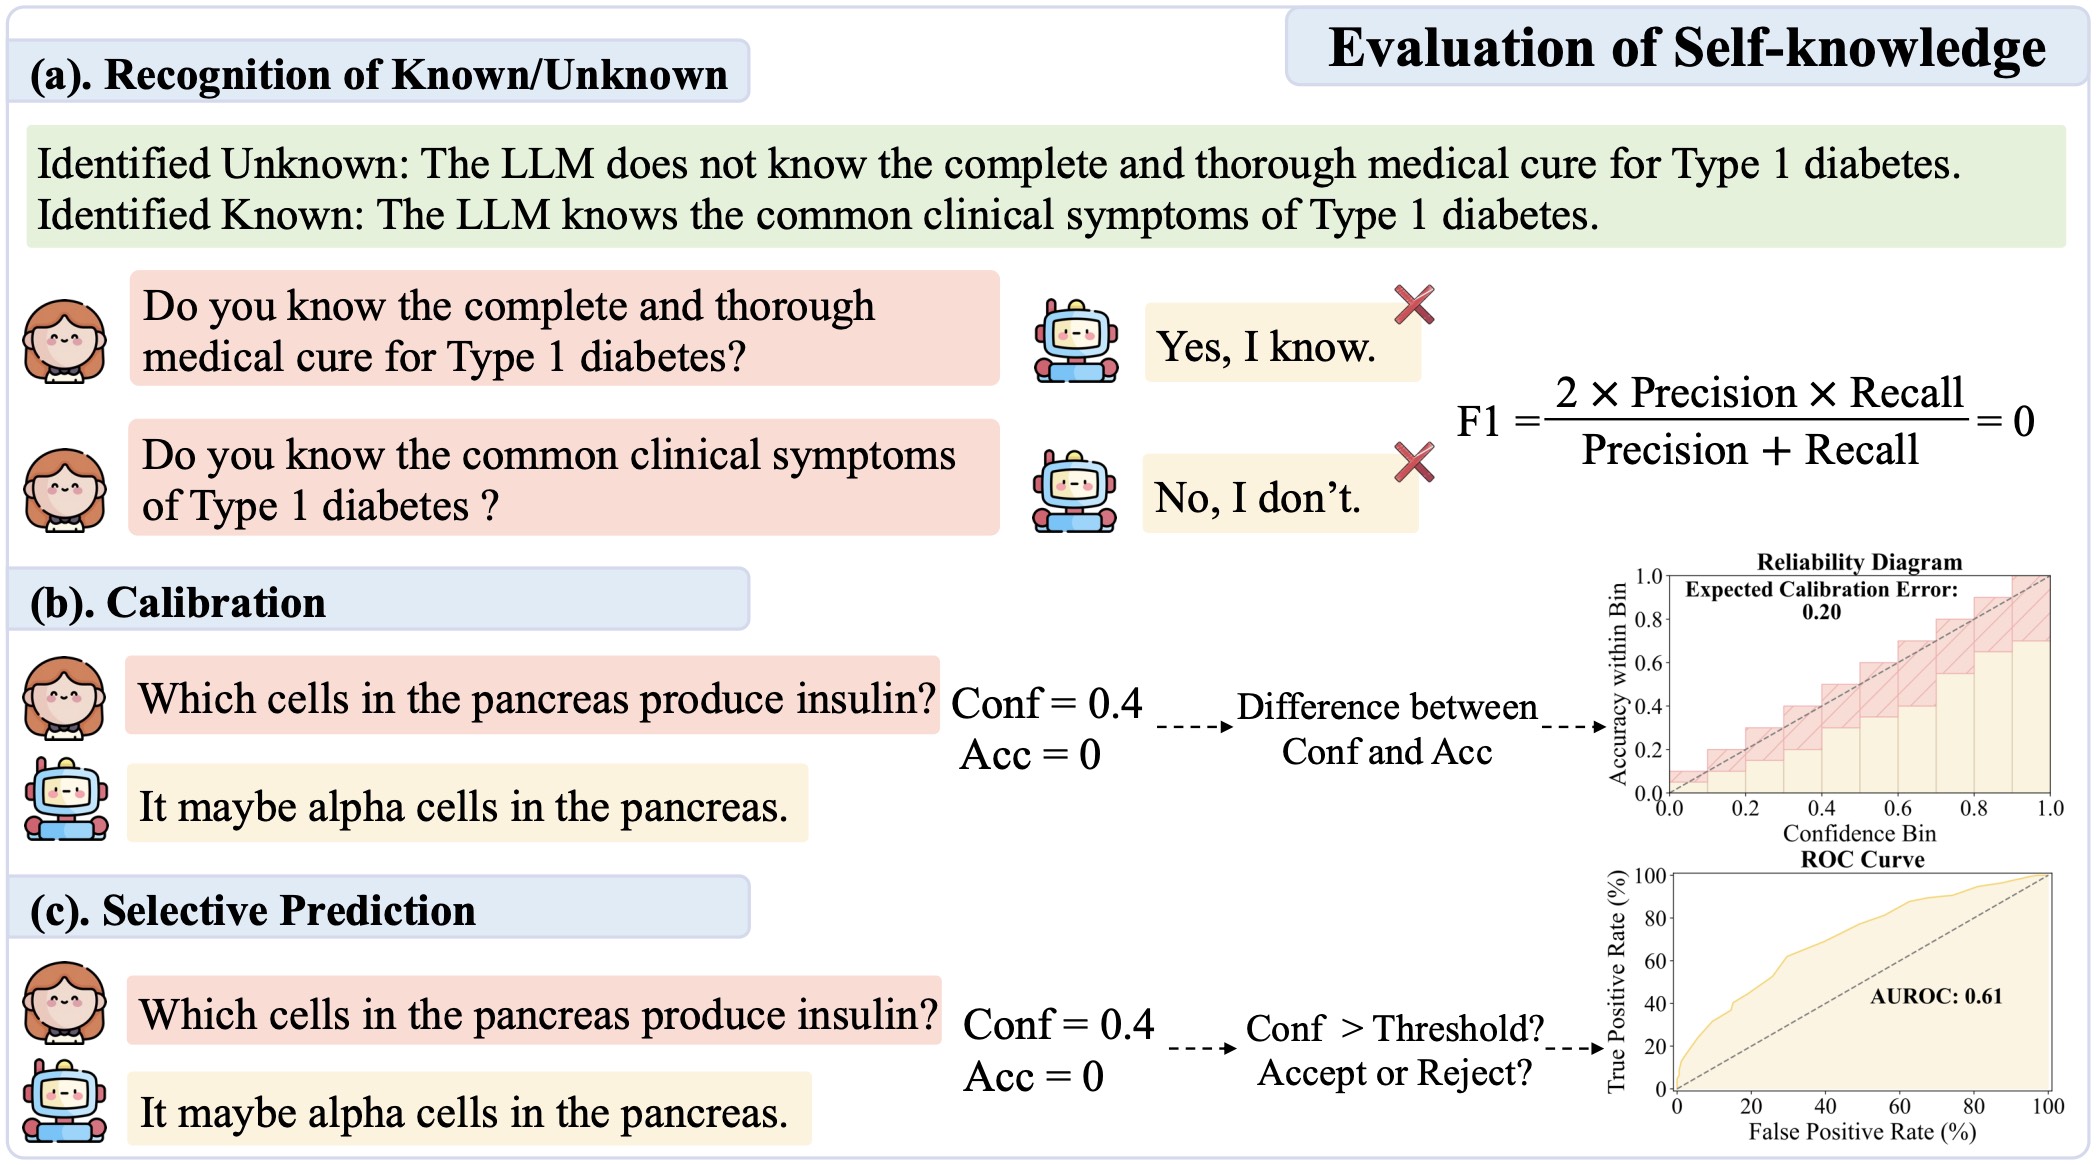 Evaluation of Self-knowledge
(a). Recognition of Known/Unknown
Identified Unknown: The LLM does not know the complete and thorough medical cure for Type 1 diabetes.
Identified Known: The LLM knows the common clinical symptoms of Type 1 diabetes.
Do you know the complete and thorough
medical cure for Type 1 diabetes?
Yes, I know.
Do you know the common clinical symptoms
of Type 1 diabetes ?
No, I don’t.
F1 = 2 × Precision × Recall / Precision + Recall = 0
(b). Calibration
Which cells in the pancreas produce insulin?
It maybe alpha cells in the pancreas.
Conf = 0.4
Acc = 0
Difference between
Conf and Acc
Reliability Diagram
Expected Calibration Error:
0.20
Accuracy within Bin
1.0
0.8
0.6
0.4
0.2
0.0
0.0 0.2 0.4 0.6 0.8 1.0
Confidence Bin
(c). Selective Prediction
Which cells in the pancreas produce insulin?
It maybe alpha cells in the pancreas.
Conf = 0.4
Acc = 0
Conf > Threshold?
Accept or Reject?
ROC Curve
True Positive Rate (%)
100
80
60
40
20
0
AUROC: 0.61
0 20 40 60 80 100
False Positive Rate (%)